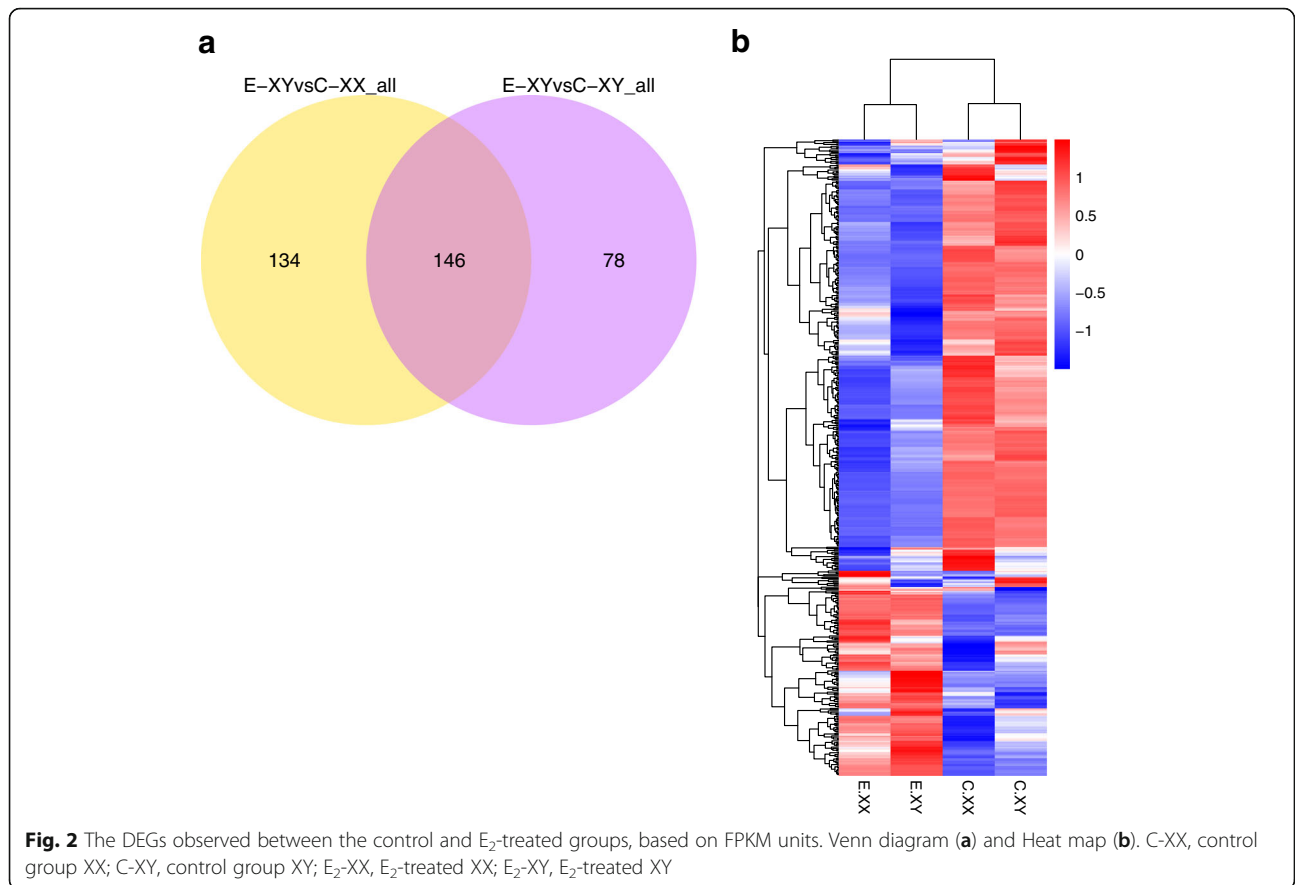 a
b
E–XYvsC–XX_all
E–XYvsC–XY_all
134
146
78
1
0.5
0
−0.5
−1
E.XX
E.XY
C.XX
C.XY
Fig. 2 The DEGs observed between the control and E₂-treated groups, based on FPKM units. Venn diagram (a) and Heat map (b). C-XX, control
group XX; C-XY, control group XY; E₂-XX, E₂-treated XX; E₂-XY, E₂-treated XY